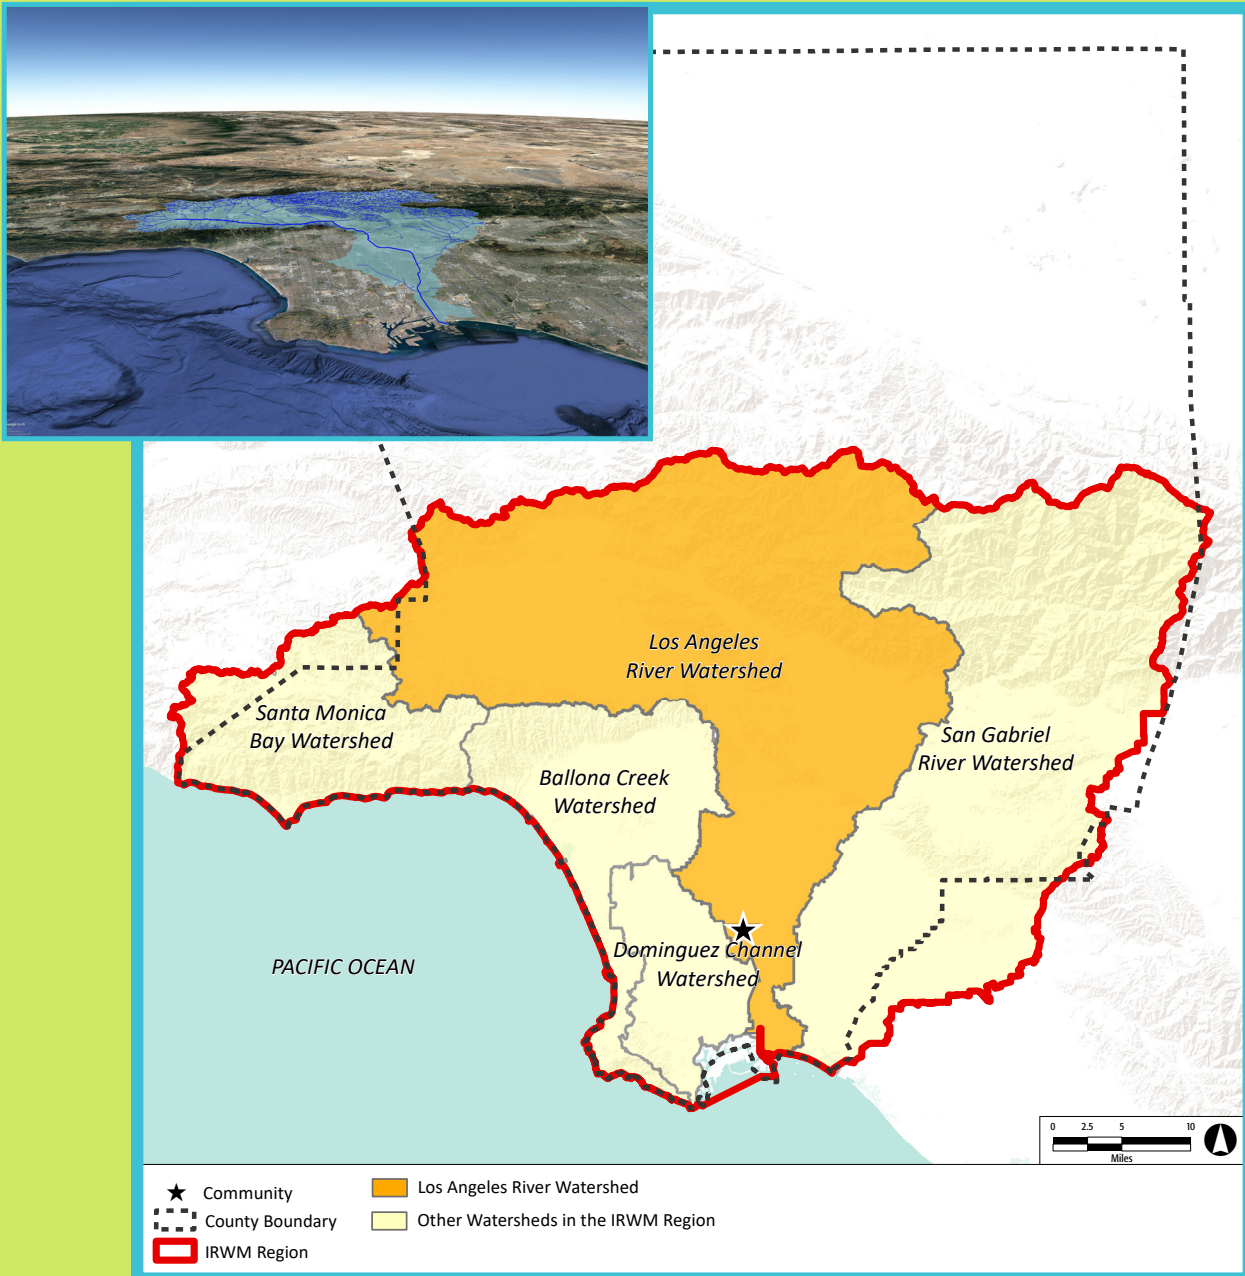 Los Angeles
River Watershed
Santa Monica
Bay Watershed
San Gabriel
River Watershed
Ballona Creek
Watershed
Dominguez Channel
Watershed
PACIFIC OCEAN
0 2.5 5 10
Miles
Community
County Boundary
IRWM Region
Los Angeles River Watershed
Other Watersheds in the IRWM Region